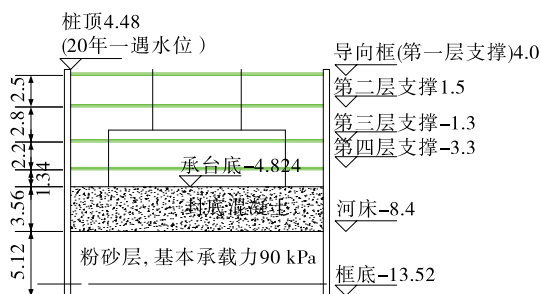 桩顶4.48
(20年一遇水位)
导向框(第一层支撑)4.0
第二层支撑1.5
第三层支撑-1.3
第四层支撑-3.3
承台底-4.824
封底混凝土
河床-8.4
粉砂层,基本承载力90 kPa
框底-13.52
2.5
2.8
2.2
1.34
3.56
5.12